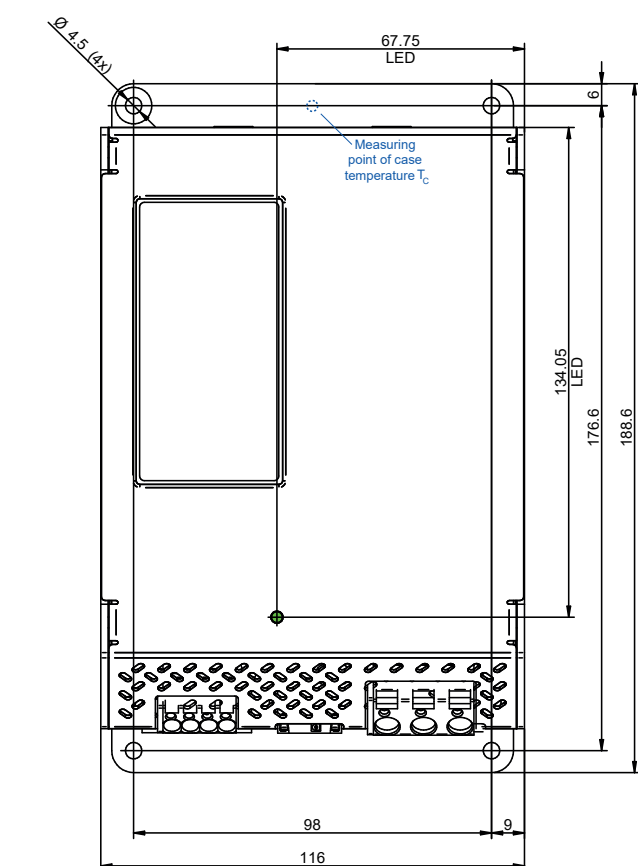 Ø 4.5 (4x)
67.75
LED
6
Measuring
point of case
temperature TC
134.05
LED
176.6
188.6
98
9
116